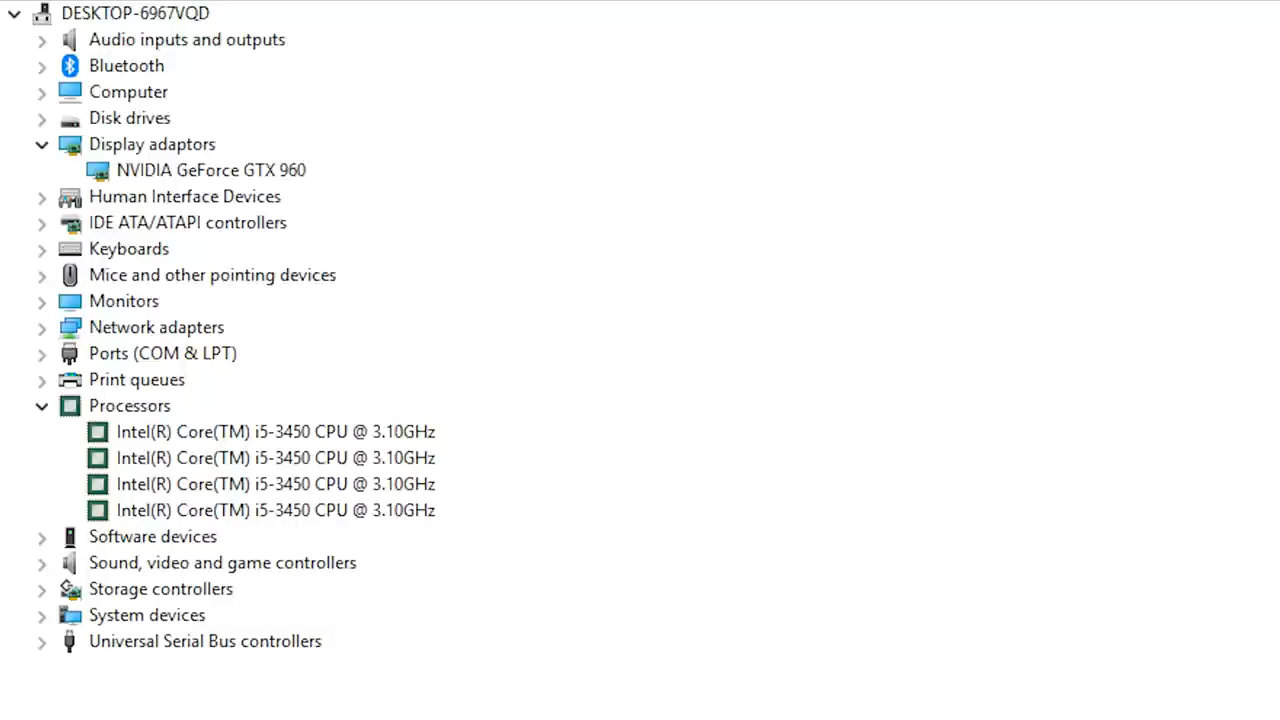 DESKTOP-6967VQD
Audio inputs and outputs
Bluetooth
Computer
Disk drives
Display adaptors
NVIDIA GeForce GTX 960
Human Interface Devices
IDE ATA/ATAPI controllers
Keyboards
Mice and other pointing devices
Monitors
Network adapters
Ports (COM & LPT)
Print queues
Processors
Intel(R) Core(TM) i5-3450 CPU @ 3.10GHz
Intel(R) Core(TM) i5-3450 CPU @ 3.10GHz
Intel(R) Core(TM) i5-3450 CPU @ 3.10GHz
Intel(R) Core(TM) i5-3450 CPU @ 3.10GHz
Software devices
Sound, video and game controllers
Storage controllers
System devices
Universal Serial Bus controllers